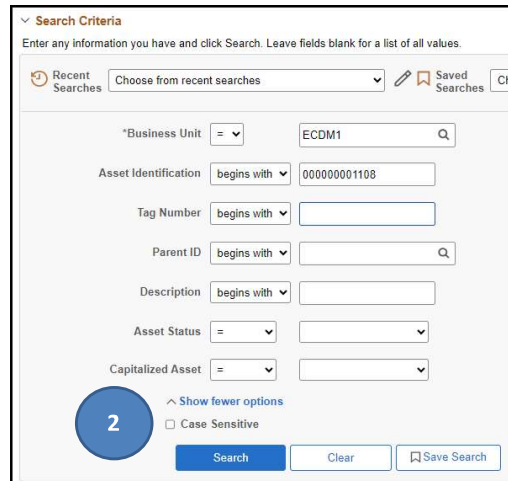 Search Criteria
Enter any information you have and click Search. Leave fields blank for a list of all values.
Recent Searches Choose from recent searches Saved Searches
*Business Unit = ECDM1
Asset Identification begins with 000000001108
Tag Number begins with
Parent ID begins with
Description begins with
Asset Status =
Capitalized Asset =
Show fewer options
2 Case Sensitive
Search Clear Save Search